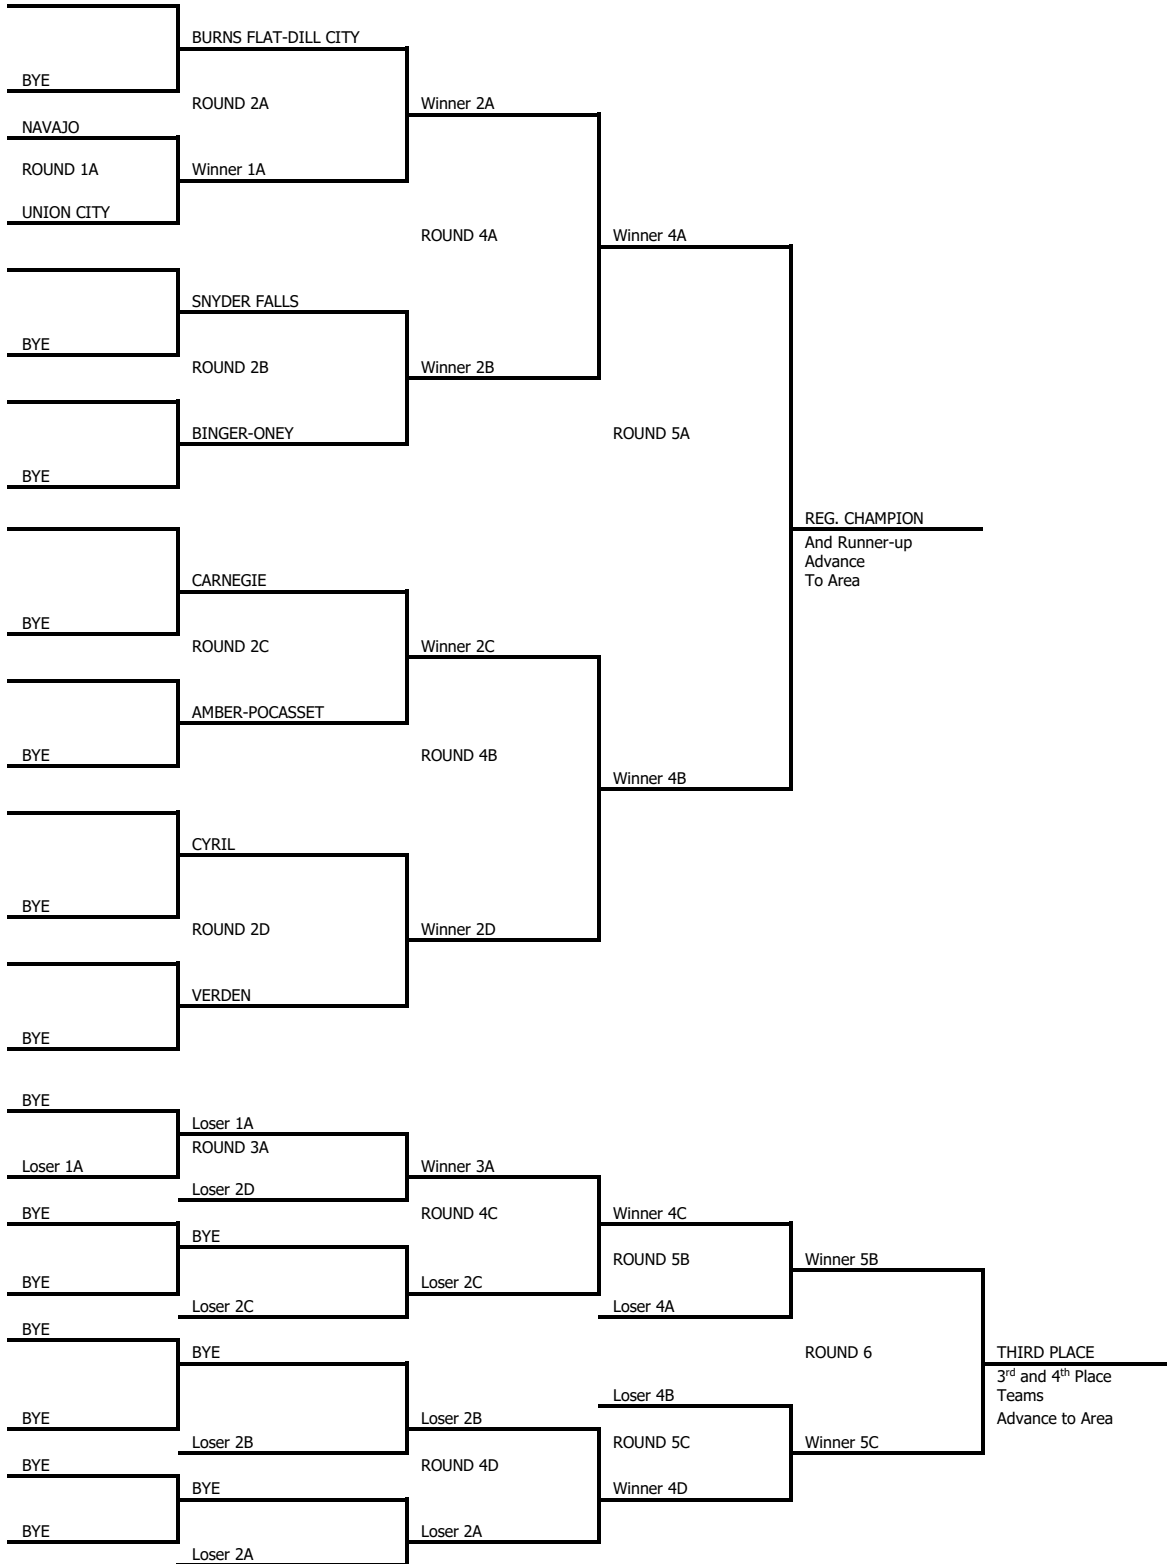 BURNS FLAT-DILL CITY
BYE
ROUND 2A
Winner 2A
NAVAJO
ROUND 1A
Winner 1A
UNION CITY
ROUND 4A
Winner 4A
SNYDER FALLS
BYE
ROUND 2B
Winner 2B
BINGER-ONEY
ROUND 5A
BYE
REG. CHAMPION
And Runner-up
Advance
To Area
CARNEGIE
BYE
ROUND 2C
Winner 2C
AMBER-POCASSET
BYE
ROUND 4B
Winner 4B
CYRIL
BYE
ROUND 2D
Winner 2D
VERDEN
BYE
BYE
Loser 1A
ROUND 3A
Loser 1A
Winner 3A
Loser 2D
BYE
ROUND 4C
Winner 4C
BYE
ROUND 5B
Winner 5B
BYE
Loser 2C
Loser 2C
Loser 4A
BYE
BYE
ROUND 6
THIRD PLACE
3rd and 4th Place
Teams
Advance to Area
Loser 4B
BYE
Loser 2B
Loser 2B
ROUND 5C
Winner 5C
BYE
ROUND 4D
BYE
Winner 4D
BYE
Loser 2A
Loser 2A